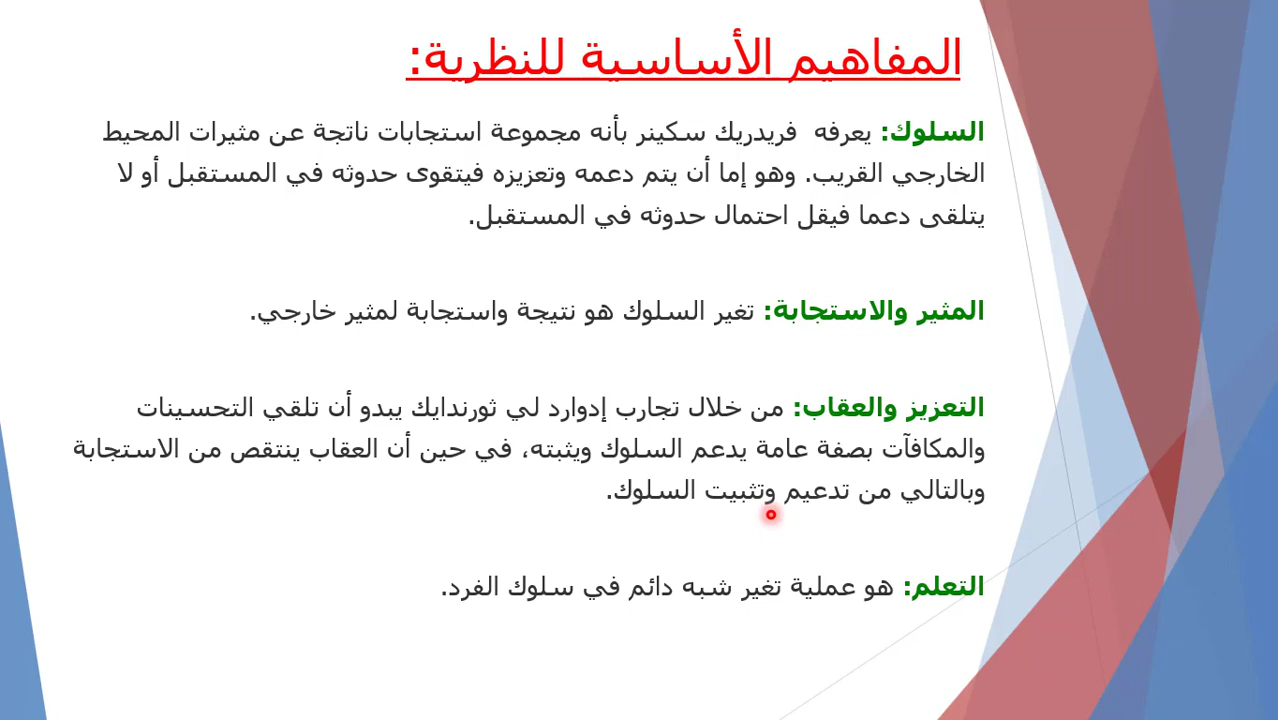 المفاهيم الأساسية للنظرية:
السلوك: يعرفه فريدريك سكينر بأنه مجموعة استجابات ناتجة عن مثيرات المحيط
الخارجي القريب. وهو إما أن يتم دعمه وتعزيزه فيتقوى حدوثه في المستقبل أو لا
يتلقى دعما فيقل احتمال حدوثه في المستقبل.
المثير والاستجابة: تغير السلوك هو نتيجة واستجابة لمثير خارجي.
التعزيز والعقاب: من خلال تجارب إدوارد لي ثورندايك يبدو أن تلقي التحسينات
والمكافآت بصفة عامة يدعم السلوك ويثبته، في حين أن العقاب ينتقص من الاستجابة
وبالتالي من تدعيم وتثبيت السلوك.
التعلم: هو عملية تغير شبه دائم في سلوك الفرد.